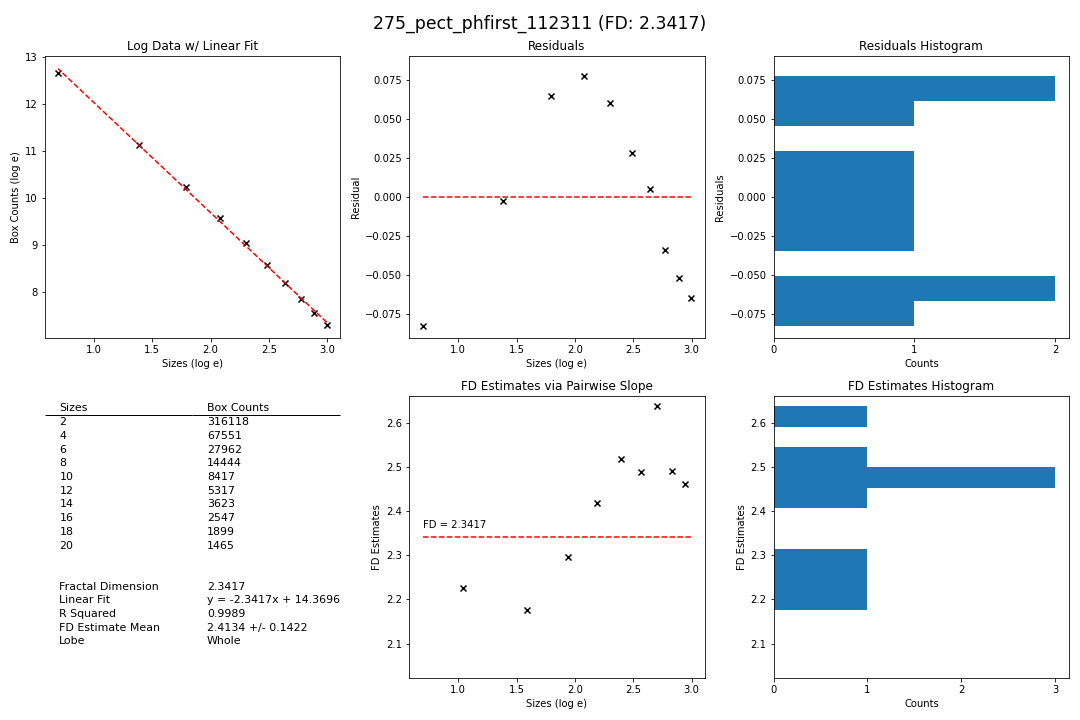 275_pect_phfirst_112311 (FD: 2.3417)
Log Data w/ Linear Fit
Box Counts (log e)
13
12
11
10
9
8
1.0 1.5 2.0 2.5 3.0
Sizes (log e)
Residuals
Residual
0.075
0.050
0.025
0.000
−0.025
−0.050
−0.075
1.0 1.5 2.0 2.5 3.0
Sizes (log e)
Residuals Histogram
Residuals
0.075
0.050
0.025
0.000
−0.025
−0.050
−0.075
0 1 2
Counts
Sizes Box Counts
2 316118
4 67551
6 27962
8 14444
10 8417
12 5317
14 3623
16 2547
18 1899
20 1465
Fractal Dimension 2.3417
Linear Fit y = -2.3417x + 14.3696
R Squared 0.9989
FD Estimate Mean 2.4134 +/- 0.1422
Lobe Whole
FD Estimates via Pairwise Slope
FD Estimates
2.6
2.5
2.4
2.3
2.2
2.1
FD = 2.3417
1.0 1.5 2.0 2.5 3.0
Sizes (log e)
FD Estimates Histogram
FD Estimates
2.6
2.5
2.4
2.3
2.2
2.1
0 1 2 3
Counts